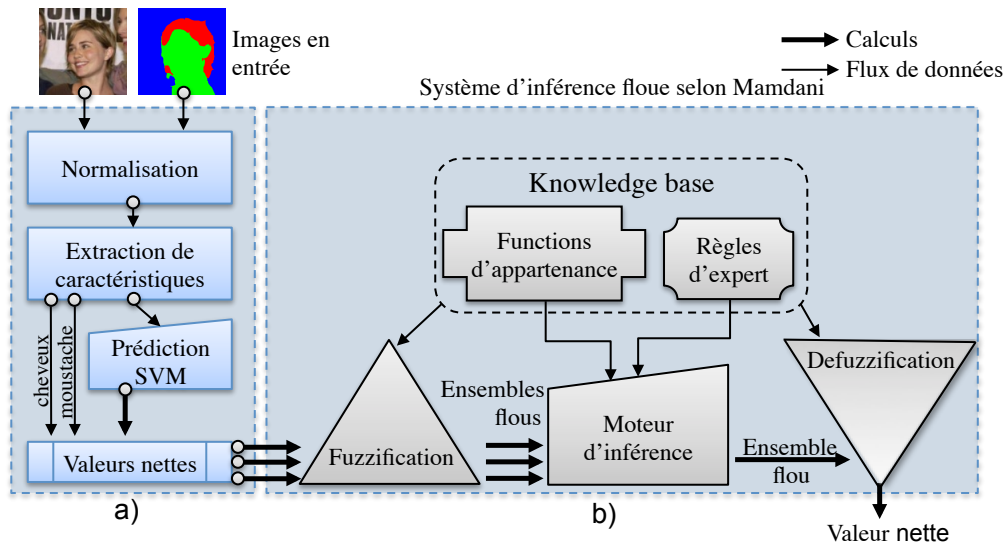 Images en
entrée
Calculs
Flux de données
Système d'inférence floue selon Mamdani
Normalisation
Extraction de
caractéristiques
cheveux
moustache
Prédiction
SVM
Valeurs nettes
a)
Knowledge base
Functions
d'appartenance
Règles
d'expert
Fuzzification
Ensembles
flous
Moteur
d'inférence
Ensemble
flou
Defuzzification
b)
Valeur nette